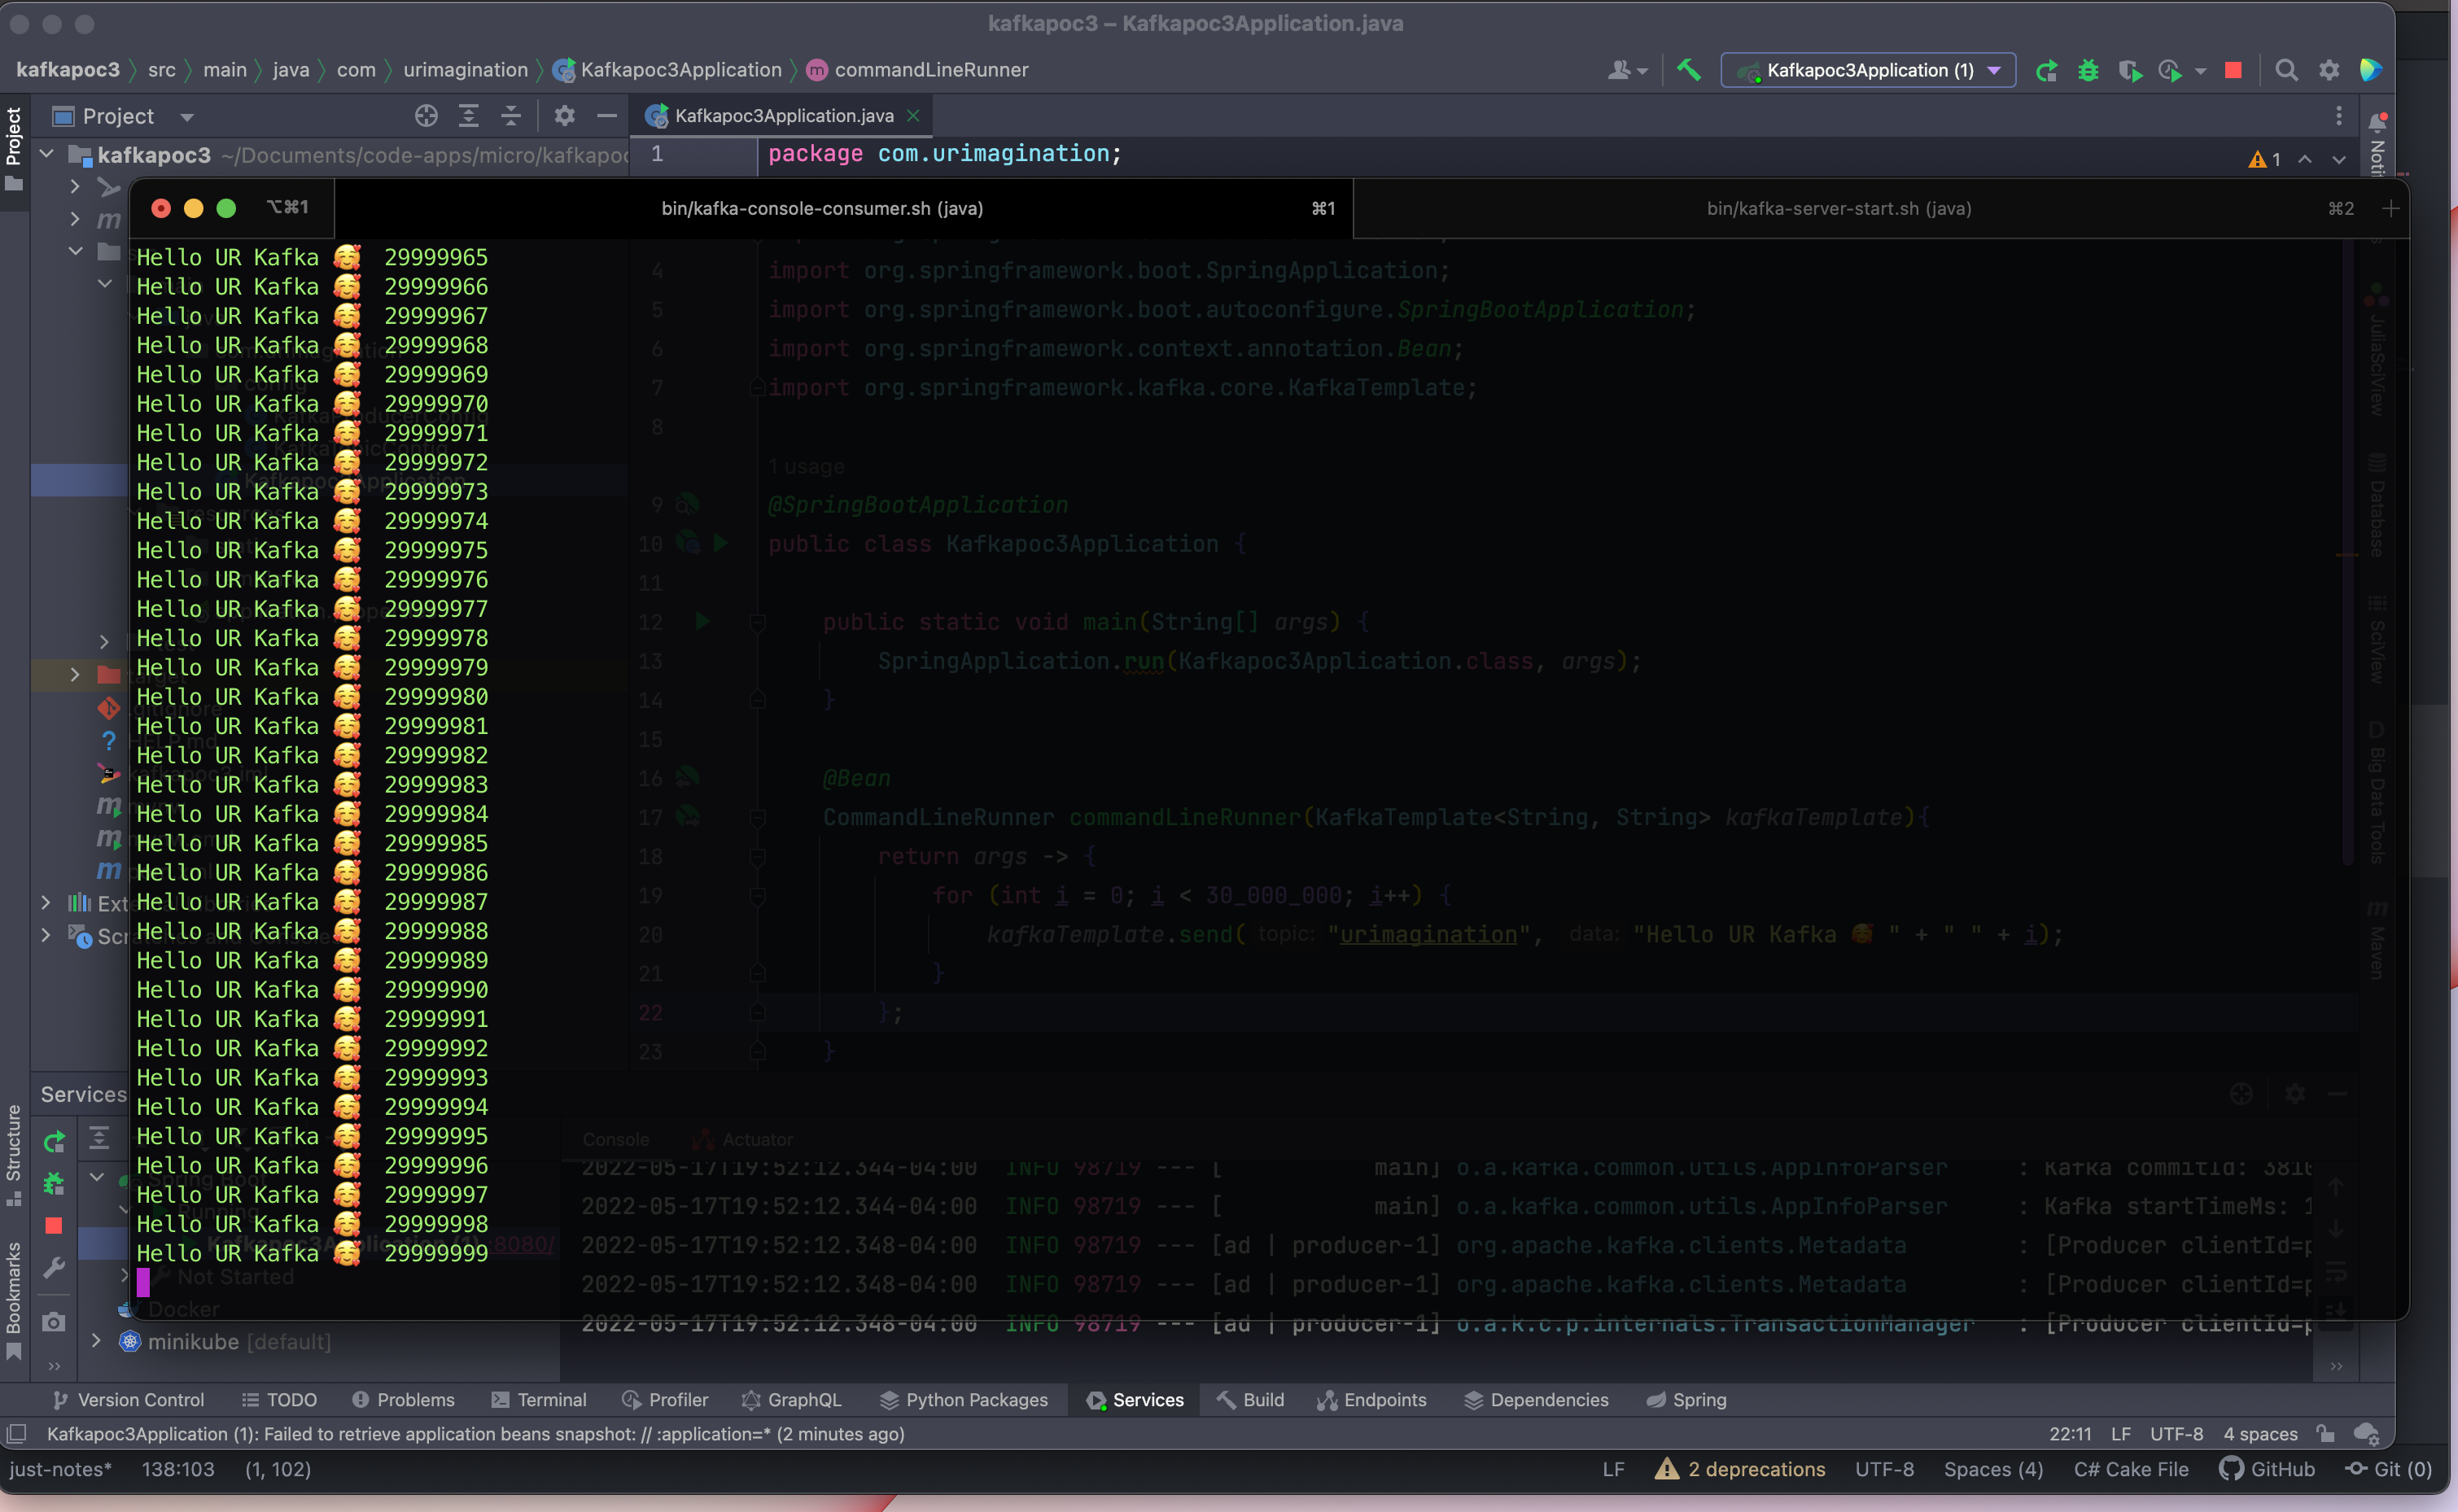 kafkapoc3 – Kafkapoc3Application.java
kafkapoc3 src main java com urimagination Kafkapoc3Application m commandLineRunner
Kafkapoc3Application (1)
Project
Project
Kafkapoc3Application.java
kafkapoc3 ~/Documents/code-apps/micro/kafkapoc
1 package com.urimagination;
1
⌥⌘1
bin/kafka-console-consumer.sh (java) ⌘1
bin/kafka-server-start.sh (java) ⌘2
Hello UR Kafka 🥰 29999965
Hello UR Kafka 🥰 29999966
Hello UR Kafka 🥰 29999967
Hello UR Kafka 🥰 29999968
Hello UR Kafka 🥰 29999969
Hello UR Kafka 🥰 29999970
Hello UR Kafka 🥰 29999971
Hello UR Kafka 🥰 29999972
Hello UR Kafka 🥰 29999973
Hello UR Kafka 🥰 29999974
Hello UR Kafka 🥰 29999975
Hello UR Kafka 🥰 29999976
Hello UR Kafka 🥰 29999977
Hello UR Kafka 🥰 29999978
Hello UR Kafka 🥰 29999979
Hello UR Kafka 🥰 29999980
Hello UR Kafka 🥰 29999981
Hello UR Kafka 🥰 29999982
Hello UR Kafka 🥰 29999983
Hello UR Kafka 🥰 29999984
Hello UR Kafka 🥰 29999985
Hello UR Kafka 🥰 29999986
Hello UR Kafka 🥰 29999987
Hello UR Kafka 🥰 29999988
Hello UR Kafka 🥰 29999989
Hello UR Kafka 🥰 29999990
Hello UR Kafka 🥰 29999991
Hello UR Kafka 🥰 29999992
Hello UR Kafka 🥰 29999993
Hello UR Kafka 🥰 29999994
Hello UR Kafka 🥰 29999995
Hello UR Kafka 🥰 29999996
Hello UR Kafka 🥰 29999997
Hello UR Kafka 🥰 29999998
Hello UR Kafka 🥰 29999999
4 import org.springframework.boot.SpringApplication;
5 import org.springframework.boot.autoconfigure.SpringBootApplication;
6 import org.springframework.context.annotation.Bean;
7 import org.springframework.kafka.core.KafkaTemplate;
8
1 usage
9 @SpringBootApplication
10 public class Kafkapoc3Application {
11
12 public static void main(String[] args) {
13 SpringApplication.run(Kafkapoc3Application.class, args);
14 }
15
16 @Bean
17 CommandLineRunner commandLineRunner(KafkaTemplate<String, String> kafkaTemplate){
18 return args -> {
19 for (int i = 0; i < 30_000_000; i++) {
20 kafkaTemplate.send( topic: "urimagination", data: "Hello UR Kafka 🥰 " + " " + i);
21 }
22 };
23 }
JuliaSciView
Database
SciView
D Big Data Tools
m Maven
Services
Console Actuator
2022-05-17T19:52:12.344-04:00 INFO 98719 --- [ main] o.a.kafka.common.utils.AppInfoParser : Kafka commitId: 3810
2022-05-17T19:52:12.344-04:00 INFO 98719 --- [ main] o.a.kafka.common.utils.AppInfoParser : Kafka startTimeMs: 1
2022-05-17T19:52:12.348-04:00 INFO 98719 --- [ad | producer-1] org.apache.kafka.clients.Metadata : [Producer clientId=p
2022-05-17T19:52:12.348-04:00 INFO 98719 --- [ad | producer-1] org.apache.kafka.clients.Metadata : [Producer clientId=p
2022-05-17T19:52:12.348-04:00 INFO 98719 --- [ad | producer-1] o.a.k.c.p.internals.TransactionManager : [Producer clientId=p
Spring Boot
Running
Kafkapoc3Application (1) :8080/
Not Started
Docker
minikube [default]
Structure
Bookmarks
Version Control TODO Problems Terminal Profiler GraphQL Python Packages Services Build Endpoints Dependencies Spring
Kafkapoc3Application (1): Failed to retrieve application beans snapshot: // :application=* (2 minutes ago) 22:11 LF UTF-8 4 spaces
just-notes* 138:103 (1, 102) LF 2 deprecations UTF-8 Spaces (4) C# Cake File GitHub Git (0)